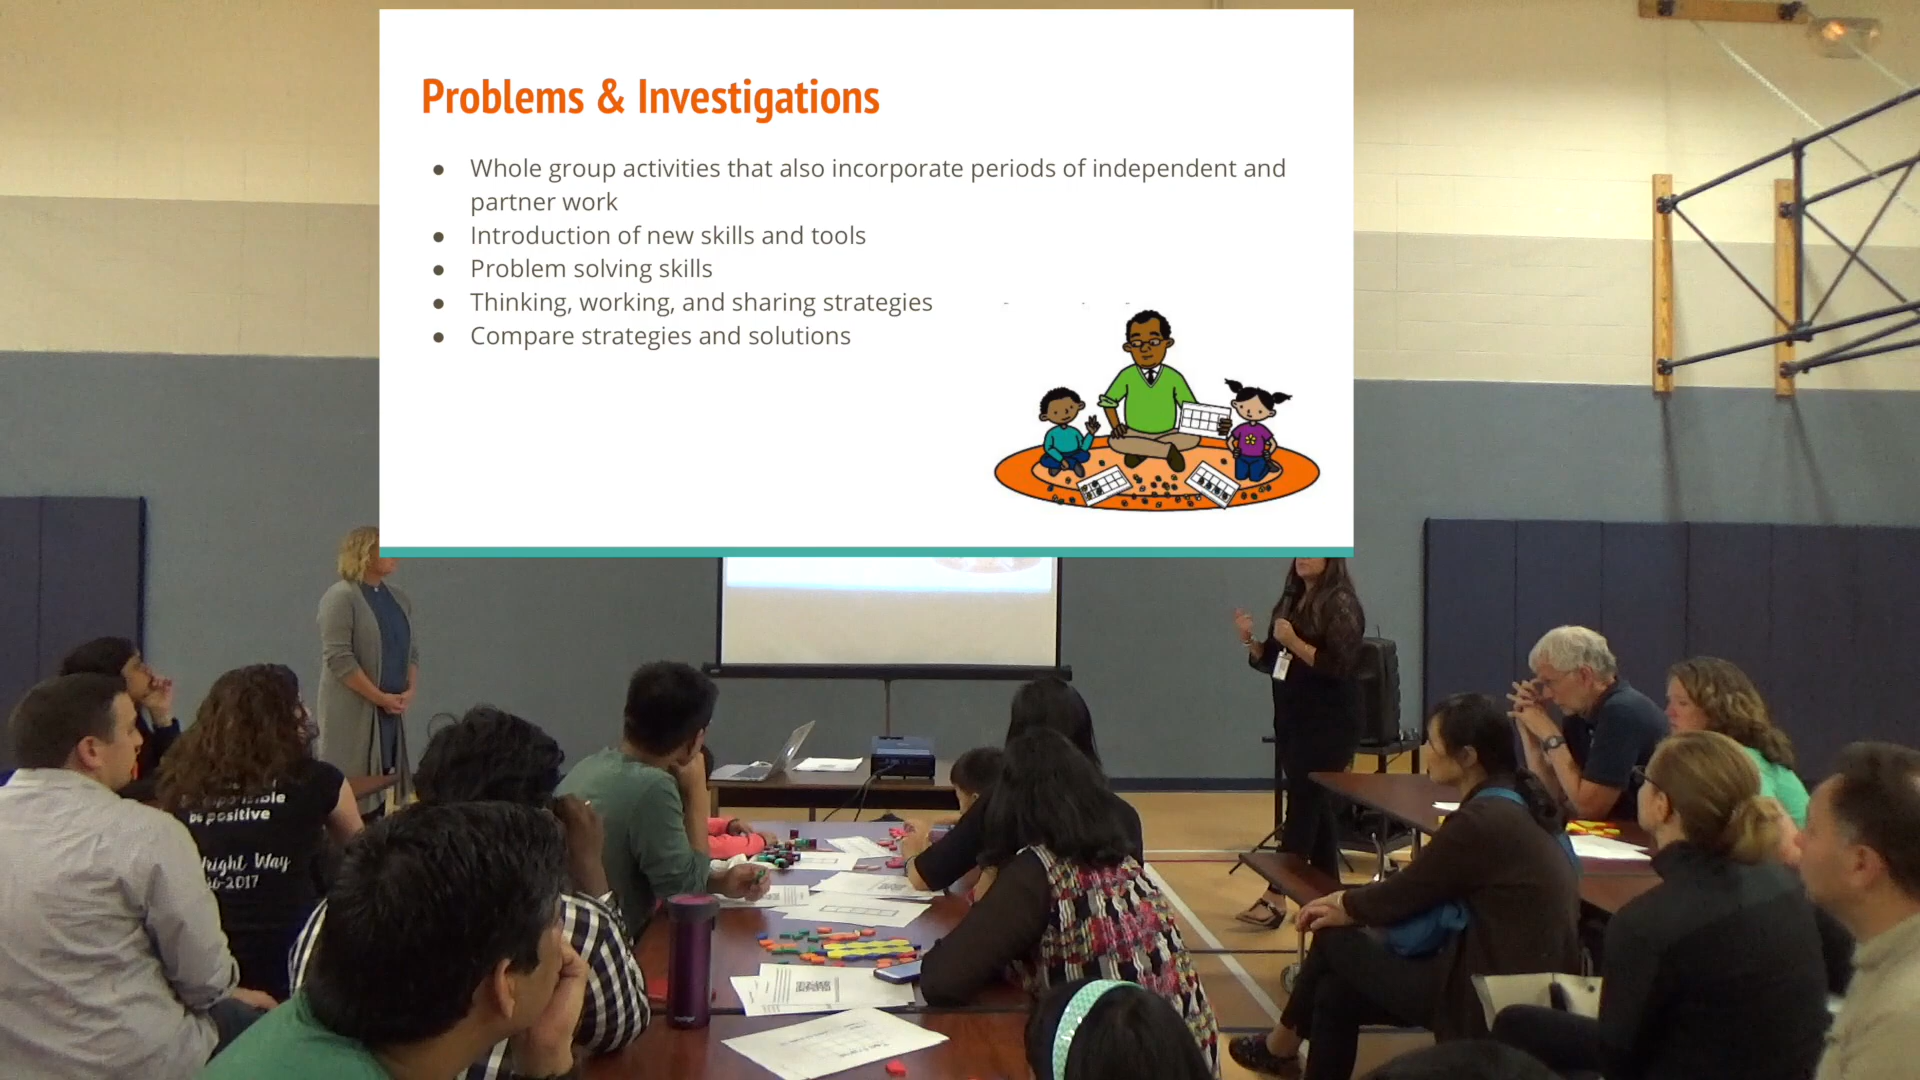 Problems & Investigations
● Whole group activities that also incorporate periods of independent and
partner work
● Introduction of new skills and tools
● Problem solving skills
● Thinking, working, and sharing strategies
● Compare strategies and solutions
be positive
Way
-2017